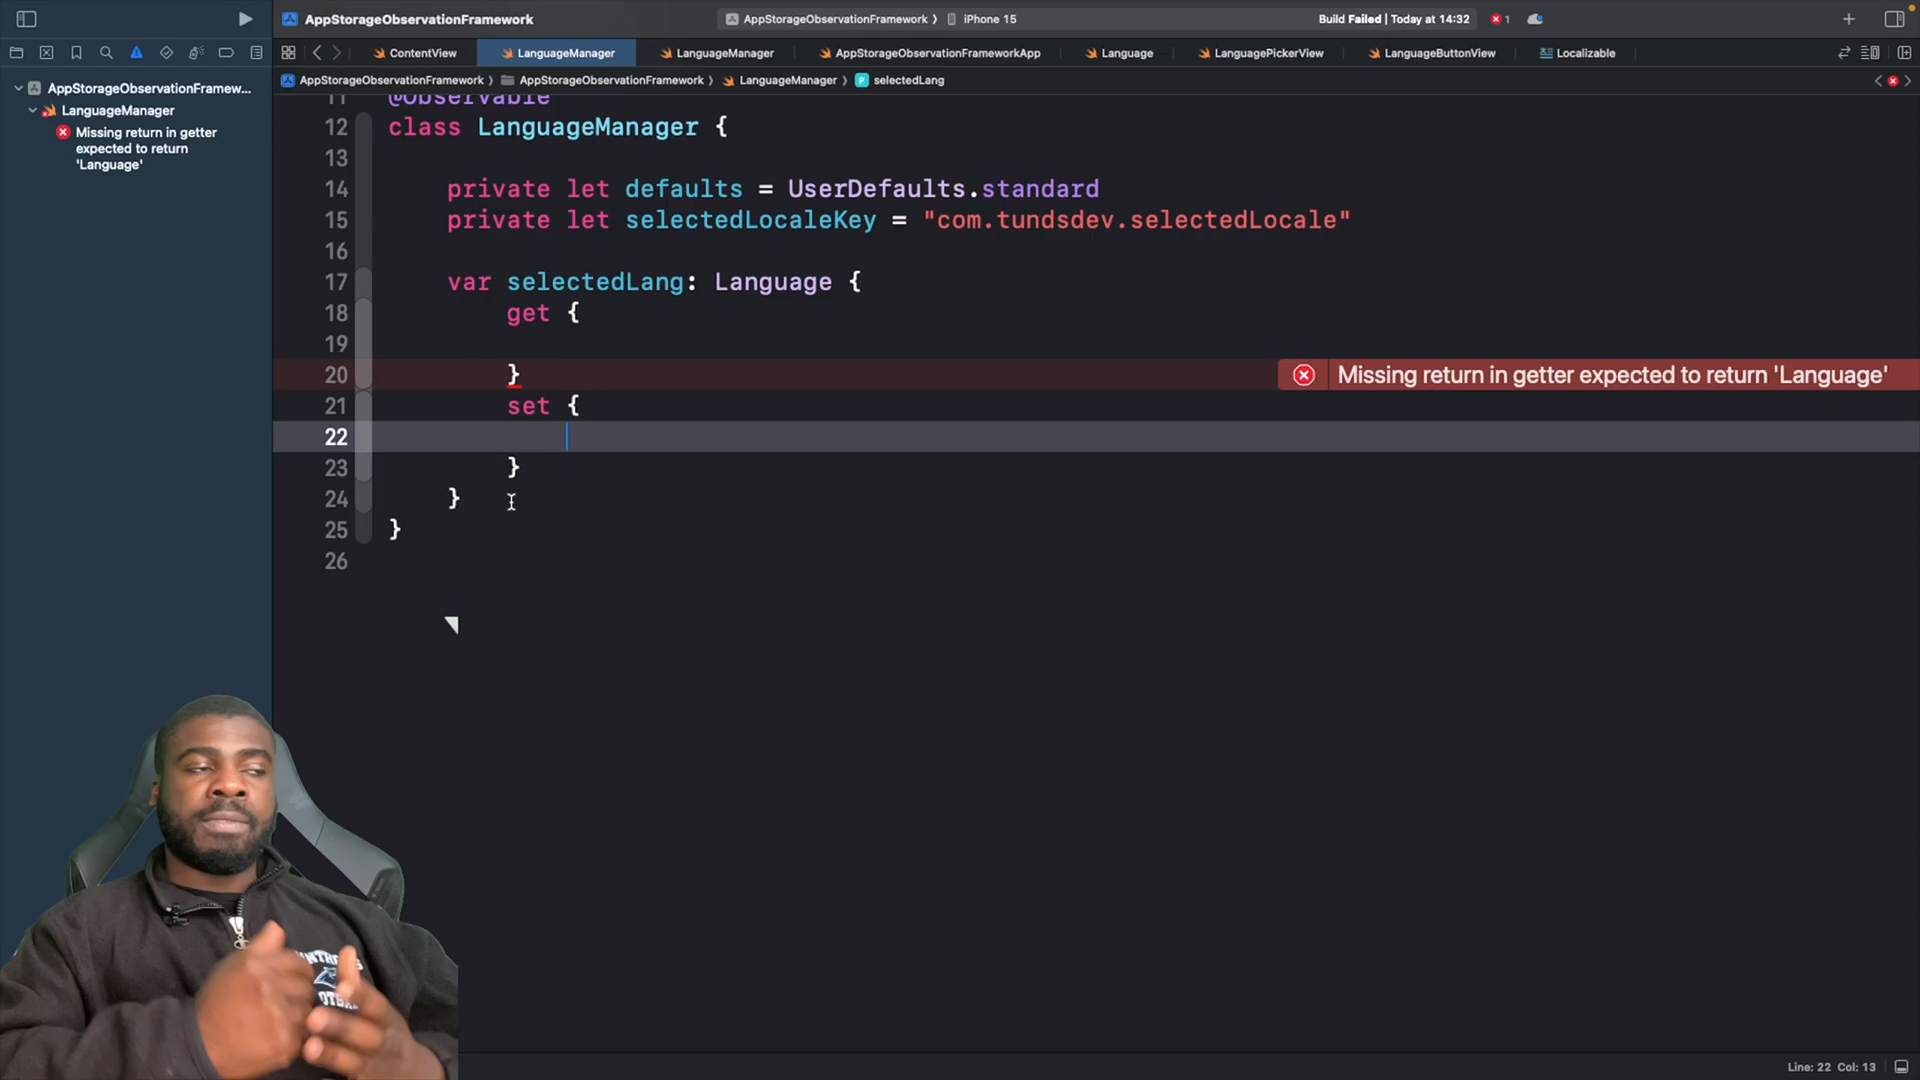 AppStorageObservationFramework
AppStorageObservationFramework
iPhone 15
Build Failed | Today at 14:32
1
ContentView
LanguageManager
LanguageManager
AppStorageObservationFrameworkApp
Language
LanguagePickerView
LanguageButtonView
Localizable
AppStorageObservationFramework
AppStorageObservationFramework
LanguageManager
selectedLang
AppStorageObservationFramew...
LanguageManager
Missing return in getter
expected to return
'Language'
11 @Observable
12 class LanguageManager {
13
14 private let defaults = UserDefaults.standard
15 private let selectedLocaleKey = "com.tundsdev.selectedLocale"
16
17 var selectedLang: Language {
18 get {
19
20 }
Missing return in getter expected to return 'Language'
21 set {
22
23 }
24 }
25 }
26
Line: 22 Col: 13